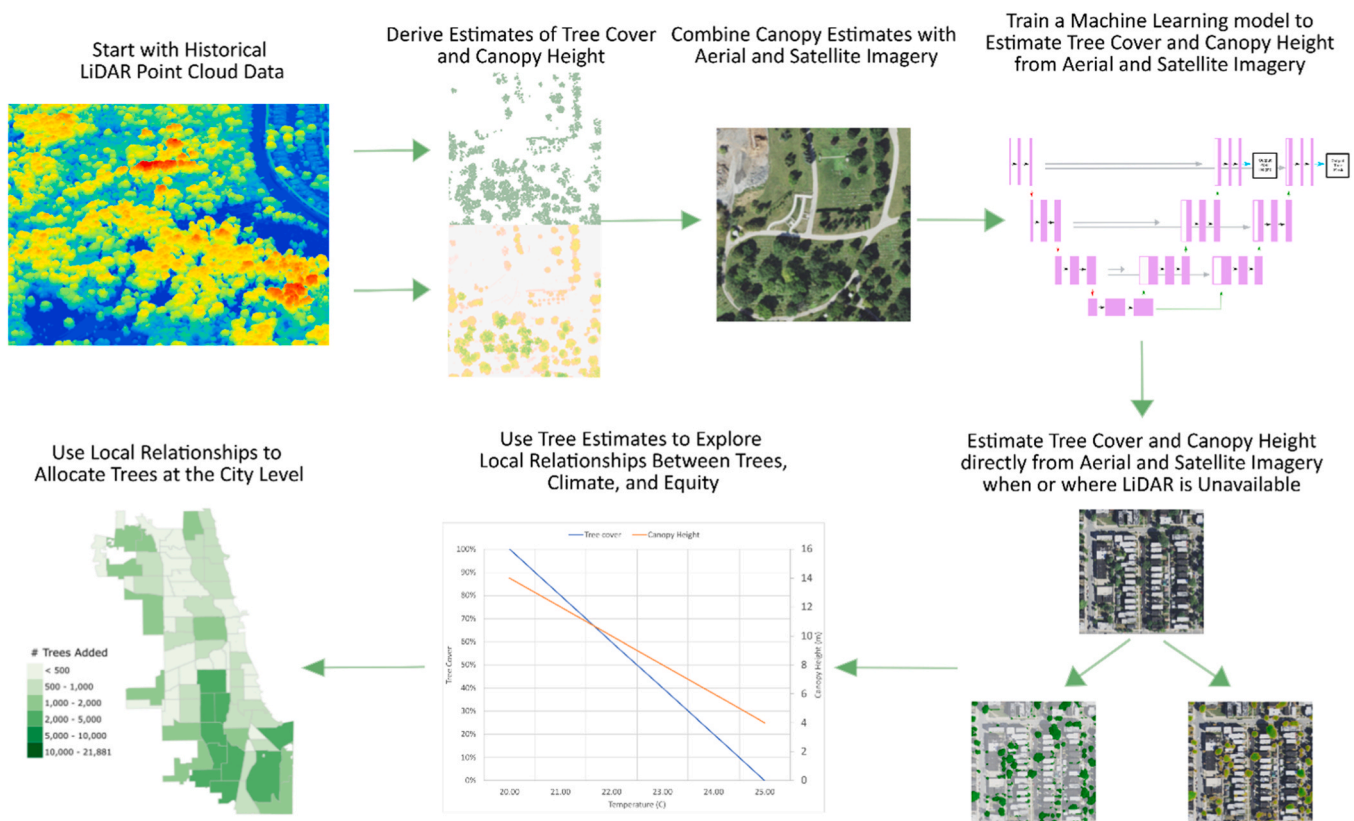 Start with Historical
LiDAR Point Cloud Data
Derive Estimates of Tree Cover
and Canopy Height
Combine Canopy Estimates with
Aerial and Satellite Imagery
Train a Machine Learning model to
Estimate Tree Cover and Canopy Height
from Aerial and Satellite Imagery
Estimate Tree Cover and Canopy Height
directly from Aerial and Satellite Imagery
when or where LiDAR is Unavailable
Use Tree Estimates to Explore
Local Relationships Between Trees,
Climate, and Equity
Tree cover
Canopy Height
100%
90%
80%
70%
60%
50%
40%
30%
20%
10%
0%
Tree Cover
16
14
12
10
8
6
4
2
0
Canopy Height (m)
20.00
21.00
22.00
23.00
24.00
25.00
Temperature (C)
Use Local Relationships to
Allocate Trees at the City Level
# Trees Added
< 500
500 - 1,000
1,000 - 2,000
2,000 - 5,000
5,000 - 10,000
10,000 - 21,881